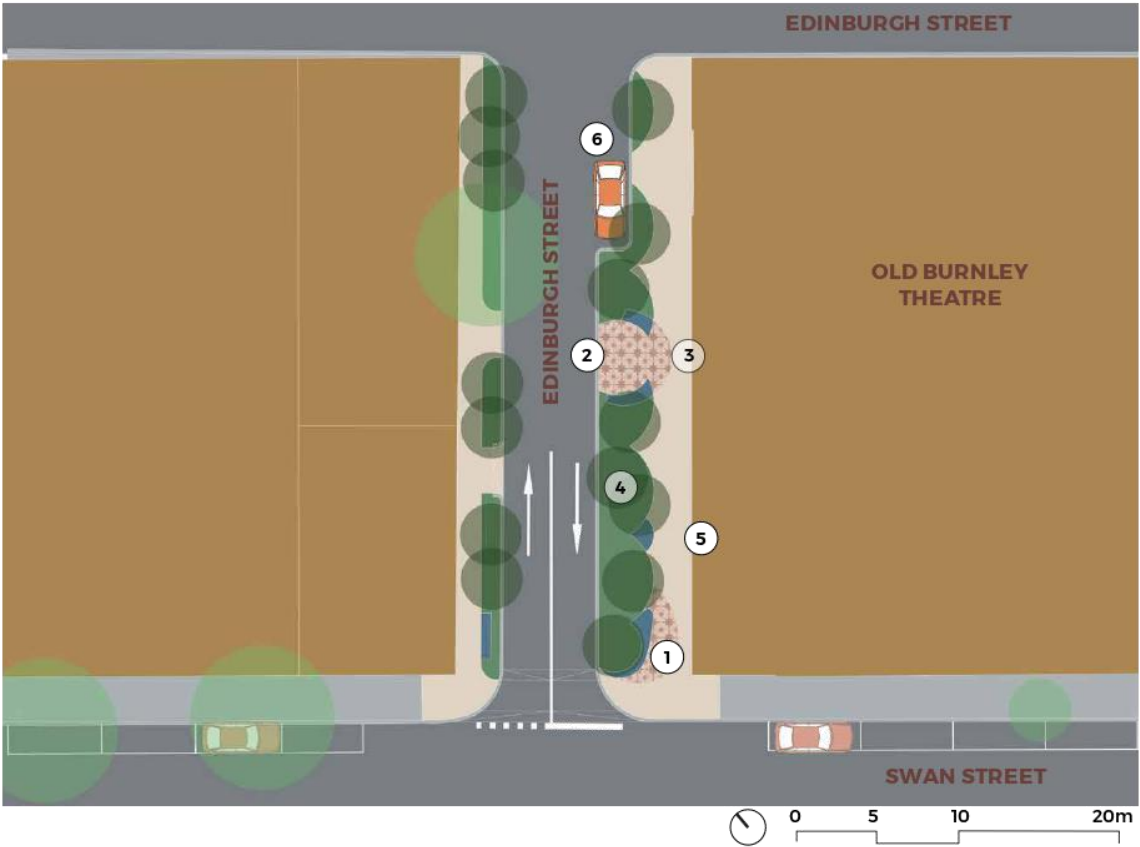 EDINBURGH STREET
6
EDINBURGH STREET
OLD BURNLEY
THEATRE
2
3
4
5
1
SWAN STREET
0 5 10 20m